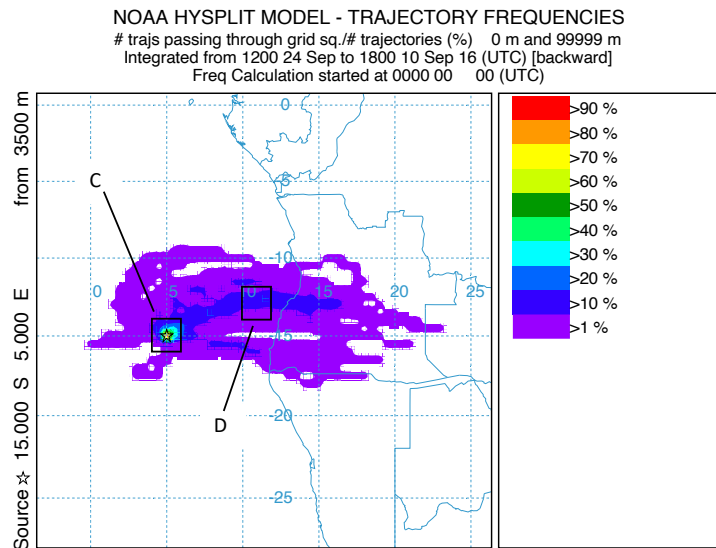 NOAA HYSPLIT MODEL - TRAJECTORY FREQUENCIES
# trajs passing through grid sq./# trajectories (%) 0 m and 99999 m
Integrated from 1200 24 Sep to 1800 10 Sep 16 (UTC) [backward]
Freq Calculation started at 0000 00 00 (UTC)
Source ☆ 15.000 S 5.000 E from 3500 m
0
-5
C
-10
0 5 10 15 20 25
-15
D
-20
-25
>90 %
>80 %
>70 %
>60 %
>50 %
>40 %
>30 %
>20 %
>10 %
>1 %